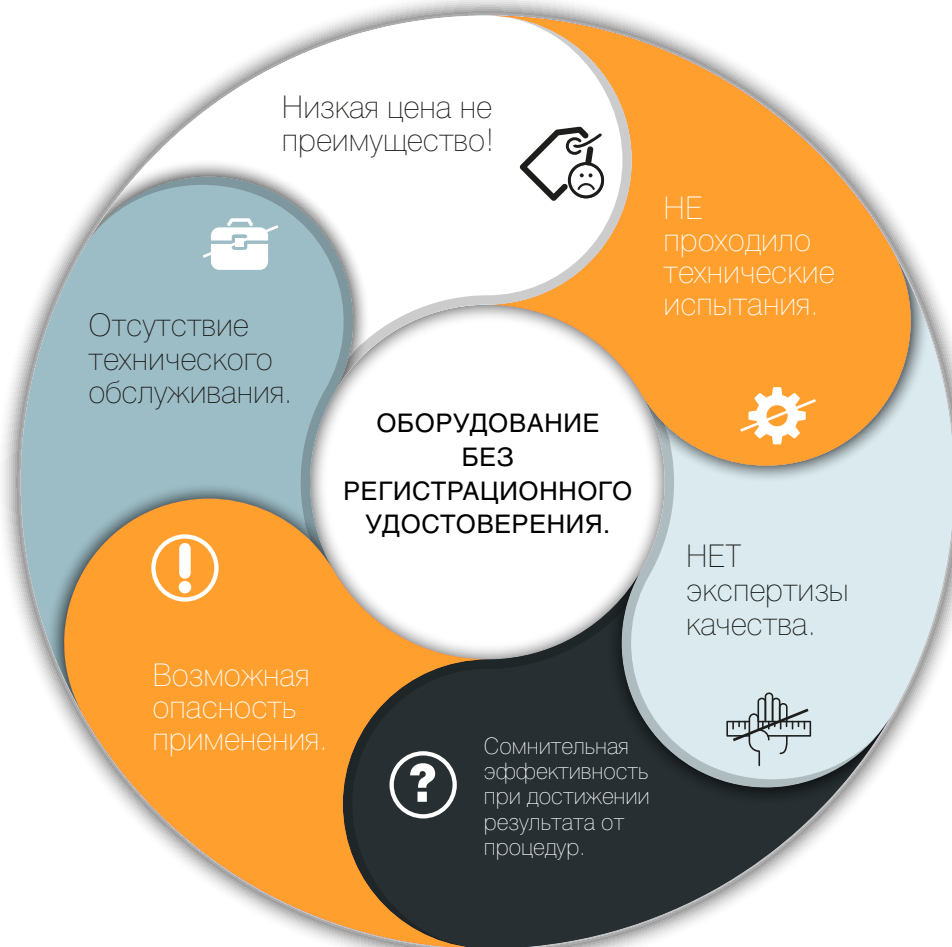 Низкая цена не
преимущество!
НЕ
проходило
технические
испытания.
Отсутствие
технического
обслуживания.
ОБОРУДОВАНИЕ
БЕЗ
РЕГИСТРАЦИОННОГО
УДОСТОВЕРЕНИЯ.
НЕТ
экспертизы
качества.
Возможная
опасность
применения.
Сомнительная
эффективность
при достижении
результата от
процедур.